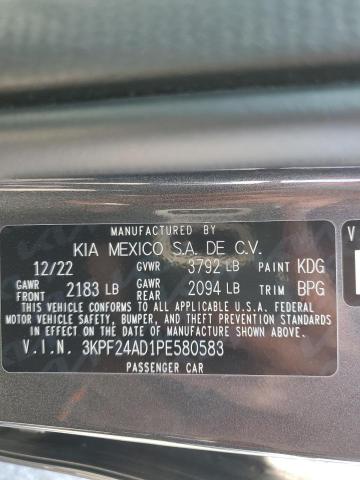 MANUFACTURED BY
KIA MEXICO S.A. DE C.V.
12/22 GVWR 3792 LB PAINT KDG
GAWR FRONT 2183 LB GAWR REAR 2094 LB TRIM BPG
THIS VEHICLE CONFORMS TO ALL APPLICABLE U.S.A. FEDERAL
MOTOR VEHICLE SAFETY, BUMPER, AND THEFT PREVENTION STANDARDS
IN EFFECT ON THE DATE OF MANUFACTURE SHOWN ABOVE.
V.I.N. 3KPF24AD1PE580583
PASSENGER CAR
V